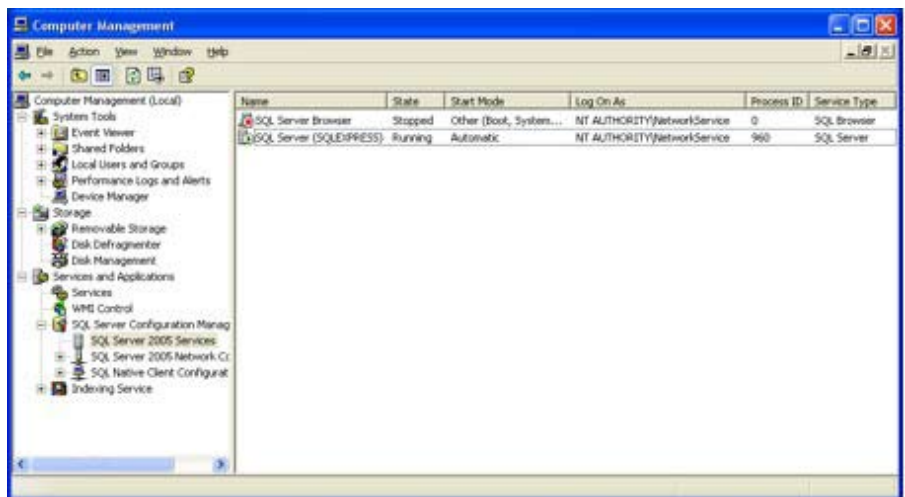 Computer Management
File Action View Window Help
Computer Management (Local)
System Tools
Event Viewer
Shared Folders
Local Users and Groups
Performance Logs and Alerts
Device Manager
Storage
Removable Storage
Disk Defragmenter
Disk Management
Services and Applications
Services
WMI Control
SQL Server Configuration Manag
SQL Server 2005 Services
SQL Server 2005 Network Co
SQL Native Client Configurat
Indexing Service
Name State Start Mode Log On As Process ID Service Type
SQL Server Browser Stopped Other (Boot, System... NT AUTHORITY\NetworkService 0 SQL Browser
SQL Server (SQLEXPRESS) Running Automatic NT AUTHORITY\NetworkService 960 SQL Server